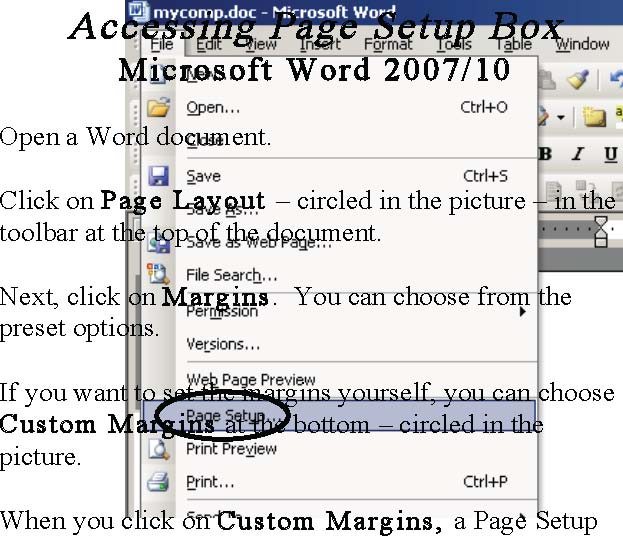 mycomp.doc - Microsoft Word
Accessing Page Setup Box
File Edit View Insert Format Tools Table Window
Microsoft Word 2007/10
New...
Open... Ctrl+O
Open a Word document.
Close
B I U
Save Ctrl+S
Click on Page Layout – circled in the picture – in the
Save As...
toolbar at the top of the document.
Save as Web Page...
File Search...
Next, click on Margins. You can choose from the
Permission
preset options.
Versions...
Web Page Preview
If you want to set the margins yourself, you can choose
Page Setup...
Custom Margins at the bottom – circled in the
Print Preview
picture.
Print... Ctrl+P
Send To
When you click on Custom Margins, a Page Setup